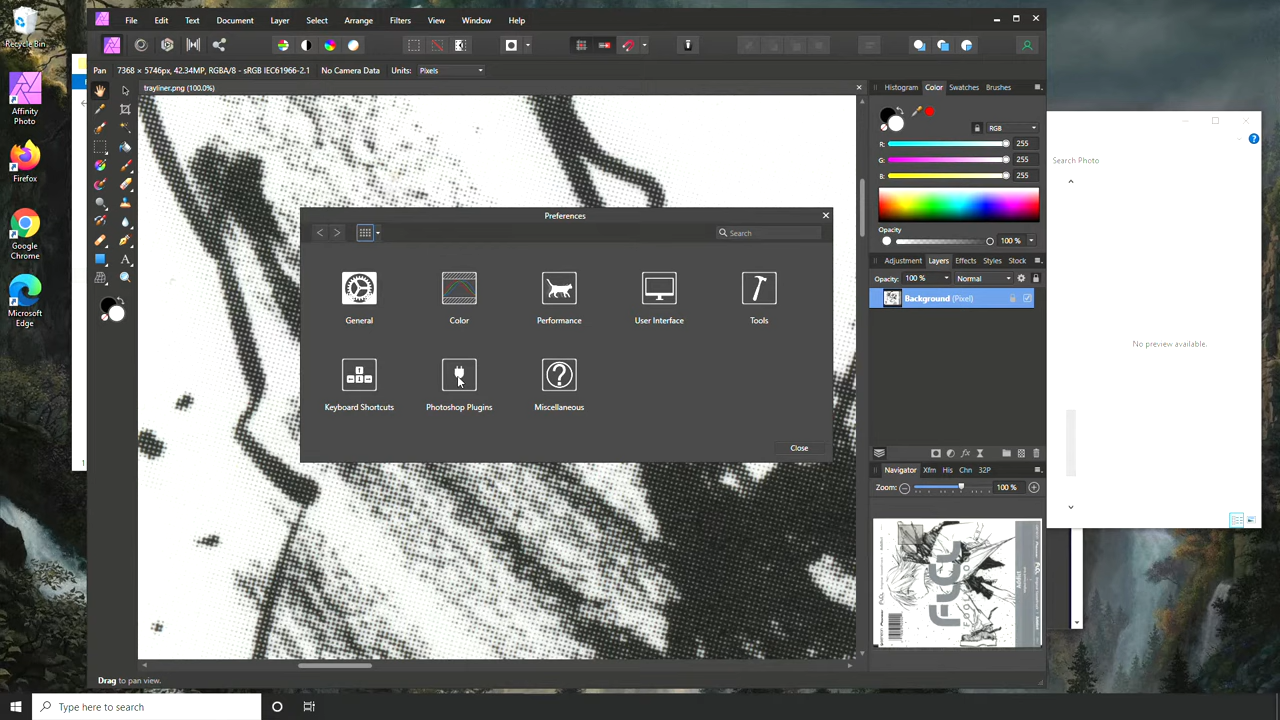 Recycle Bin
Affinity
Photo
Firefox
Google
Chrome
Microsoft
Edge
File Edit Text Document Layer Select Arrange Filters View Window Help
Pan 7368 × 5746px, 42.34MP, RGBA/8 - sRGB IEC61966-2.1 No Camera Data Units: Pixels
trayliner.png (100.0%)
Preferences
Search
General
Color
Performance
User Interface
Tools
Keyboard Shortcuts
Photoshop Plugins
Miscellaneous
Close
Histogram Color Swatches Brushes
RGB
R: 255
G: 255
B: 255
Opacity
100 %
Adjustment Layers Effects Styles Stock
Opacity: 100 % Normal
Background (Pixel)
Navigator Xfm His Chn 32P
Zoom: 100 %
Search Photo
No preview available.
Drag to pan view.
Type here to search